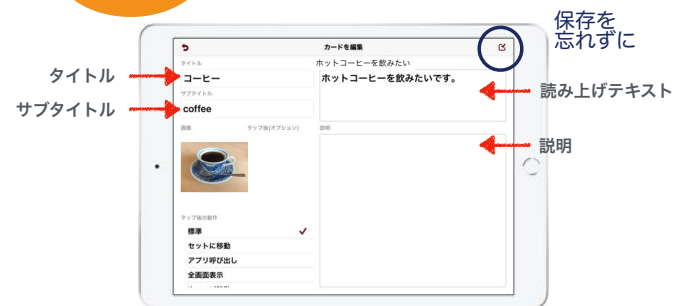 保存を
忘れずに
カードを編集
タイトル
ホットコーヒーを飲みたい
タイトル
コーヒー
ホットコーヒーを飲みたいです。
読み上げテキスト
サブタイトル
サブタイトル
coffee
画像
タップ後(オプション)
説明
説明
タップ後の動作
標準
セットに移動
アプリ呼び出し
全画面表示